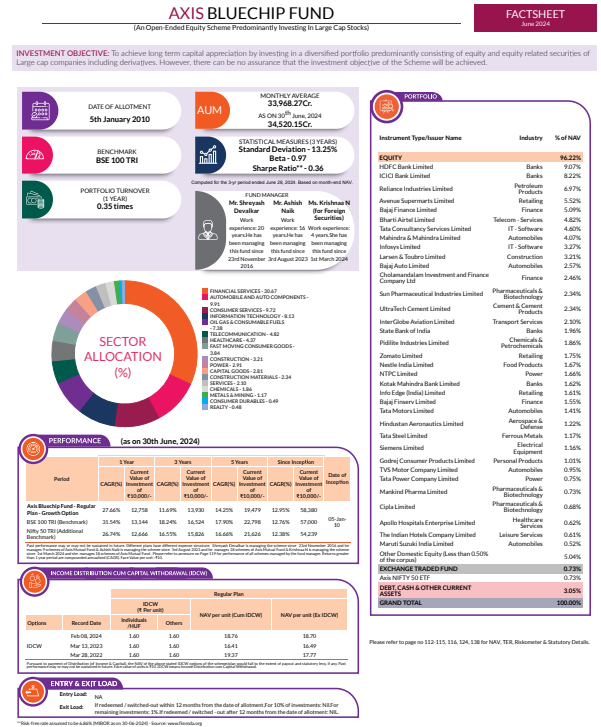 AXIS BLUECHIP FUND
(An Open-Ended Equity Scheme Predominantly Investing In Large Cap Stocks)
FACTSHEET
June 2024
INVESTMENT OBJECTIVE: To achieve long term capital appreciation by investing in a diversified portfolio predominantly consisting of equity and equity related securities of
Large cap companies including derivatives. However, there can be no assurance that the investment objective of the Scheme will be achieved.
DATE OF ALLOTMENT
5th January 2010
BENCHMARK
BSE 100 TRI
PORTFOLIO TURNOVER
(1 YEAR)
0.35 times
AUM
MONTHLY AVERAGE
33,968.27Cr.
AS ON 30th June, 2024
34,520.15Cr.
STATISTICAL MEASURES (3 YEARS)
Standard Deviation - 13.25%
Beta - 0.97
Sharpe Ratio** - 0.36
Computed for the 3-yr period ended June 28, 2024. Based on month-end NAV.
FUND MANAGER
Mr. Shreyash Devalkar
Work experience: 20 years.He has been managing this fund since 23rd November 2016
Mr. Ashish Naik
Work experience: 16 years.He has been managing this fund since 3rd August 2023
Ms. Krishnaa N (for Foreign Securities)
Work experience: 4 years.She has been managing this fund since 1st March 2024
SECTOR
ALLOCATION
(%)
FINANCIAL SERVICES - 30.67
AUTOMOBILE AND AUTO COMPONENTS -
9.91
CONSUMER SERVICES - 9.72
INFORMATION TECHNOLOGY - 8.13
OIL GAS & CONSUMABLE FUELS
- 7.38
TELECOMMUNICATION - 4.82
HEALTHCARE - 4.37
FAST MOVING CONSUMER GOODS -
3.84
CONSTRUCTION - 3.21
POWER - 2.91
CAPITAL GOODS - 2.81
CONSTRUCTION MATERIALS - 2.34
SERVICES - 2.10
CHEMICALS - 1.86
METALS & MINING - 1.17
CONSUMER DURABLES - 0.49
REALTY - 0.48
PERFORMANCE (as on 30th June, 2024)
1 Year 3 Years 5 Years Since Inception
Period CAGR(%) Current Value of Investment of ₹10,000/- CAGR(%) Current Value of Investment of ₹10,000/- CAGR(%) Current Value of Investment of ₹10,000/- CAGR(%) Current Value of Investment of ₹10,000/- Date of Inception
Axis Bluechip Fund - Regular Plan - Growth Option 27.66% 12,758 11.69% 13,930 14.25% 19,479 12.95% 58,380
BSE 100 TRI (Benchmark) 31.54% 13,144 18.24% 16,524 17.90% 22,798 12.76% 57,000 05-Jan-10
Nifty 50 TRI (Additional Benchmark) 26.74% 12,666 16.55% 15,826 16.66% 21,626 12.38% 54,239
INCOME DISTRIBUTION CUM CAPITAL WITHDRAWAL (IDCW)
Regular Plan
IDCW
(₹ Per unit) NAV per unit (Cum IDCW) NAV per unit (Ex IDCW)
Options Record Date Individuals /HUF Others
Feb 08, 2024 1.60 1.60 18.76 18.70
IDCW Mar 13, 2023 1.60 1.60 16.41 16.49
Mar 28, 2022 1.60 1.60 19.37 17.77
ENTRY & EXIT LOAD
Entry Load: NA
Exit Load: If redeemed / switched-out within 12 months from the date of allotment,For 10% of investments: Nil.For
remaining investments: 1%.If redeemed / switched - out after 12 months from the date of allotment: NIL.
**Risk-free rate assumed to be 6.86% (MIBOR as on 30-06-2024) - Source: www.fimmda.org
PORTFOLIO
Instrument Type/Issuer Name Industry % of NAV
EQUITY 96.22%
HDFC Bank Limited Banks 9.07%
ICICI Bank Limited Banks 8.22%
Reliance Industries Limited Petroleum Products 6.97%
Avenue Supermarts Limited Retailing 5.52%
Bajaj Finance Limited Finance 5.09%
Bharti Airtel Limited Telecom - Services 4.82%
Tata Consultancy Services Limited IT - Software 4.60%
Mahindra & Mahindra Limited Automobiles 4.07%
Infosys Limited IT - Software 3.27%
Larsen & Toubro Limited Construction 3.21%
Bajaj Auto Limited Automobiles 2.57%
Cholamandalam Investment and Finance Company Ltd Finance 2.46%
Sun Pharmaceutical Industries Limited Pharmaceuticals & Biotechnology 2.34%
UltraTech Cement Limited Cement & Cement Products 2.34%
InterGlobe Aviation Limited Transport Services 2.10%
State Bank of India Banks 1.96%
Pidilite Industries Limited Chemicals & Petrochemicals 1.86%
Zomato Limited Retailing 1.75%
Nestle India Limited Food Products 1.67%
NTPC Limited Power 1.66%
Kotak Mahindra Bank Limited Banks 1.62%
Info Edge (India) Limited Retailing 1.61%
Bajaj Finserv Limited Finance 1.55%
Tata Motors Limited Automobiles 1.41%
Hindustan Aeronautics Limited Aerospace & Defense 1.22%
Tata Steel Limited Ferrous Metals 1.17%
Siemens Limited Electrical Equipment 1.16%
Godrej Consumer Products Limited Personal Products 1.01%
TVS Motor Company Limited Automobiles 0.95%
Tata Power Company Limited Power 0.75%
Mankind Pharma Limited Pharmaceuticals & Biotechnology 0.73%
Cipla Limited Pharmaceuticals & Biotechnology 0.68%
Apollo Hospitals Enterprise Limited Healthcare Services 0.62%
The Indian Hotels Company Limited Leisure Services 0.61%
Maruti Suzuki India Limited Automobiles 0.52%
Other Domestic Equity (Less than 0.50% of the corpus) 5.04%
EXCHANGE TRADED FUND 0.73%
Axis NIFTY 50 ETF 0.73%
DEBT, CASH & OTHER CURRENT ASSETS 3.05%
GRAND TOTAL 100.00%
Please refer to page no 112-115, 116, 124, 138 for NAV, TER, Riskometer & Statutory Details.